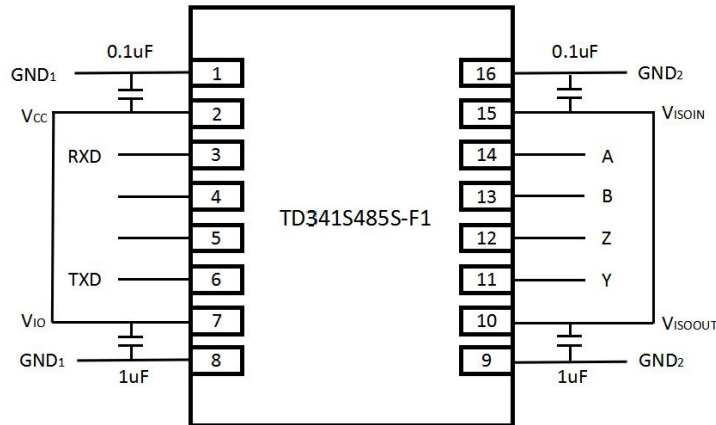 0.1uF 0.1uF
GND1 1 16 GND2
VCC 2 15 VISOIN
RXD 3 14 A
4 13 B
TD341S485S-F1
5 12 Z
TXD 6 11 Y
VIO 7 10 VISOOUT
GND1 8 9 GND2
1uF 1uF